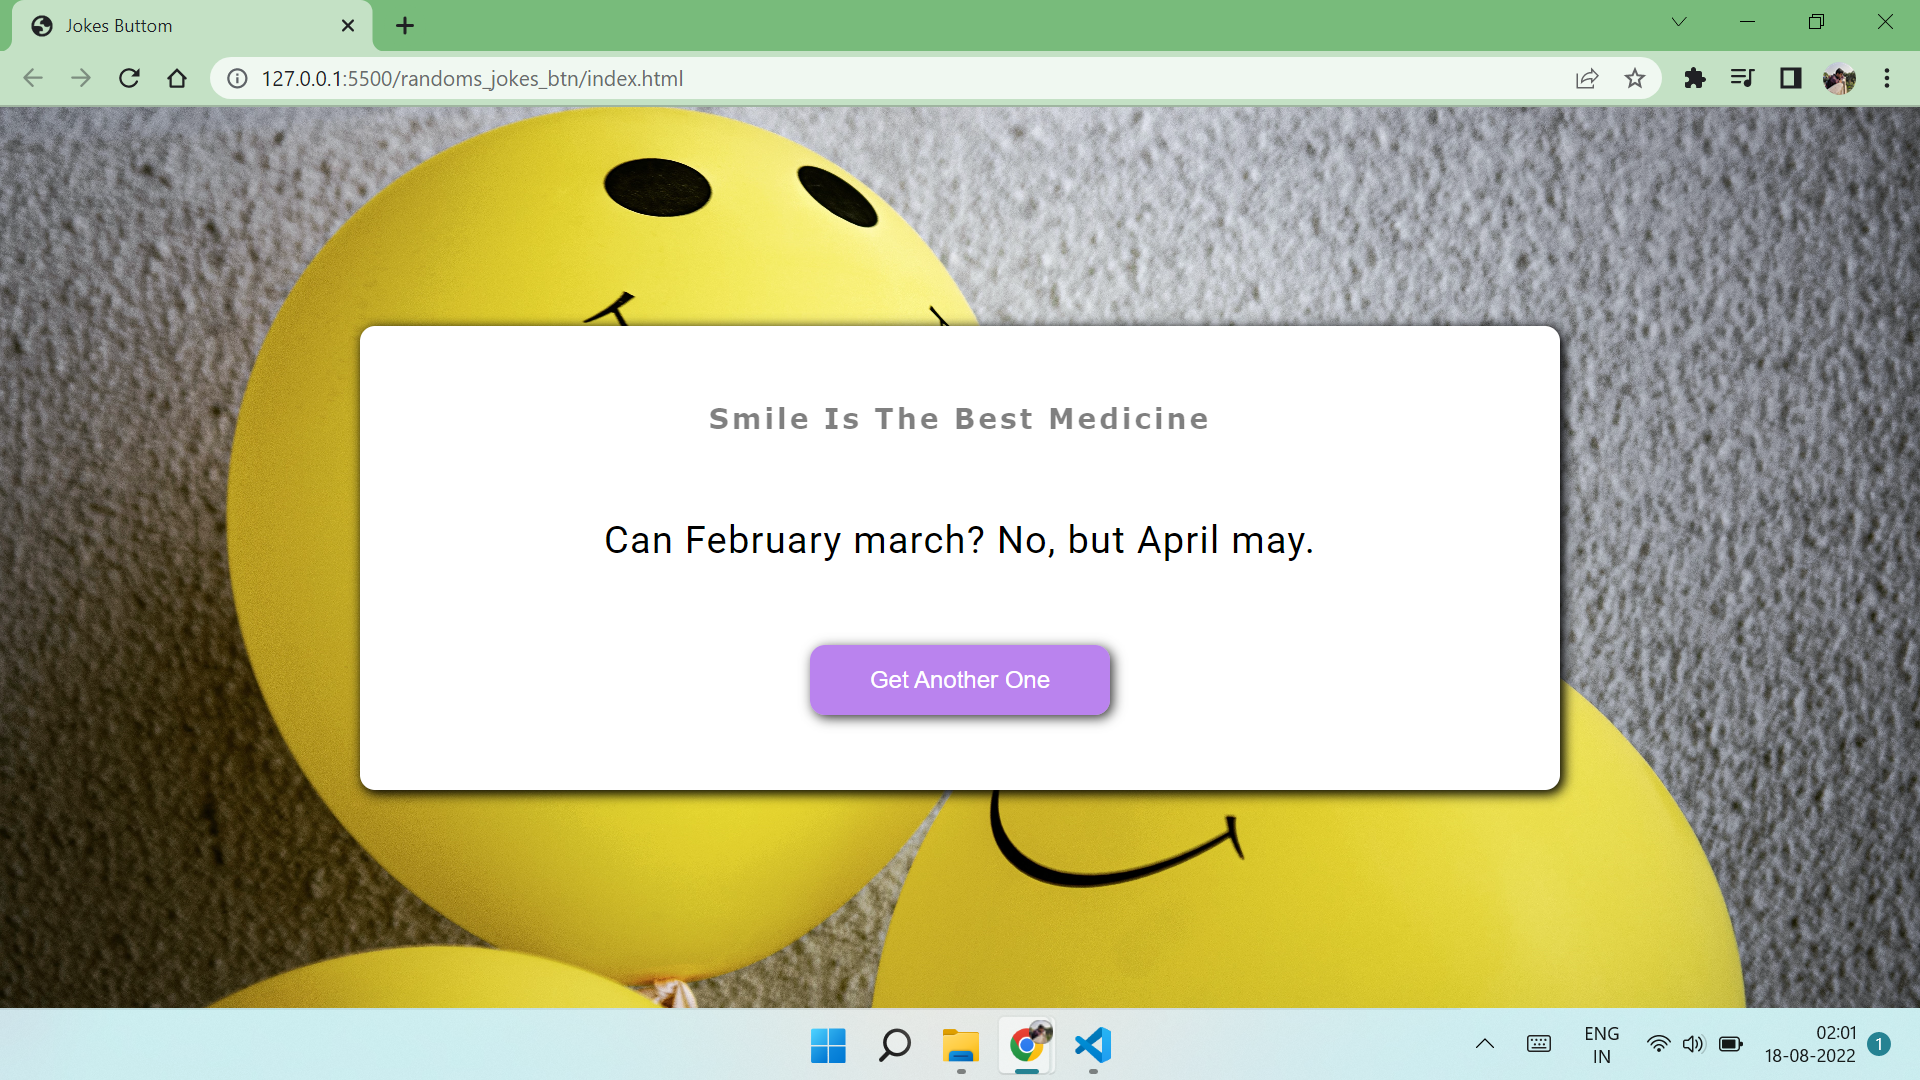 Jokes Buttom
127.0.0.1:5500/randoms_jokes_btn/index.html
Smile Is The Best Medicine
Can February march? No, but April may.
Get Another One
ENG
IN
02:01
18-08-2022
1